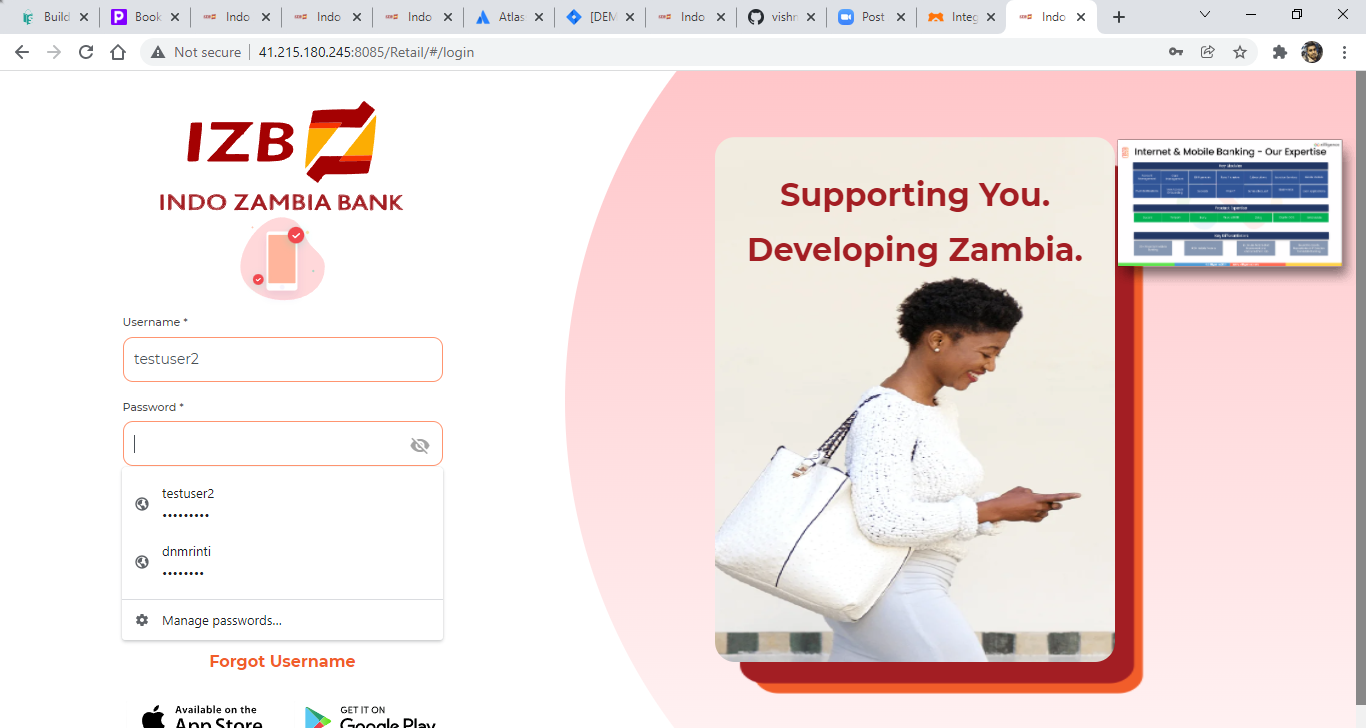 Build
Book
Indo
Indo
Indo
Atlas
[DEM
Indo
vishr
Post
Integ
Indo
Not secure
41.215.180.245:8085/Retail/#/login
IZB
INDO ZAMBIA BANK
Username *
testuser2
Password *
testuser2
•••••••••
dnmrinti
••••••••
Manage passwords...
Forgot Username
Available on the
App Store
GET IT ON
Google Play
Supporting You.
Developing Zambia.
Internet & Mobile Banking - Our Expertise